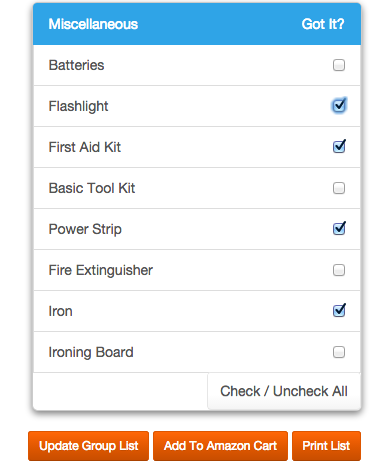 Miscellaneous Got It?
Batteries
Flashlight
First Aid Kit
Basic Tool Kit
Power Strip
Fire Extinguisher
Iron
Ironing Board
Check / Uncheck All
Update Group List Add To Amazon Cart Print List